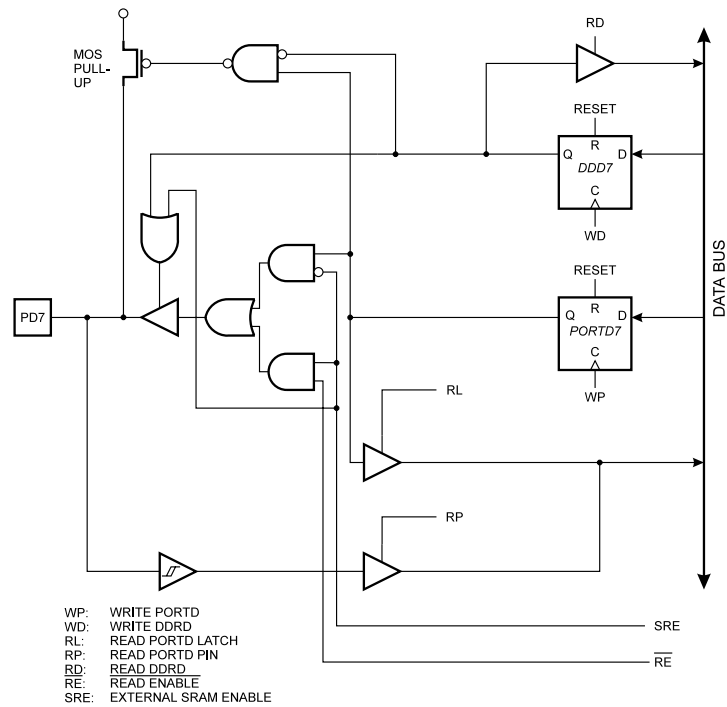 MOS
PULL-
UP
RD
RESET
R
Q
D
DDD7
C
WD
RESET
R
Q
D
PORTD7
C
WP
DATA BUS
PD7
RL
RP
SRE
RE
WP: WRITE PORTD
WD: WRITE DDRD
RL: READ PORTD LATCH
RP: READ PORTD PIN
RD: READ DDRD
RE: READ ENABLE
SRE: EXTERNAL SRAM ENABLE